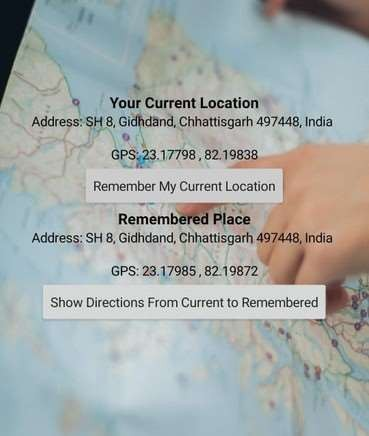 Your Current Location
Address: SH 8, Gidhdand, Chhattisgarh 497448, India
GPS: 23.17798 , 82.19838
Remember My Current Location
Remembered Place
Address: SH 8, Gidhdand, Chhattisgarh 497448, India
GPS: 23.17985 , 82.19872
Show Directions From Current to Remembered